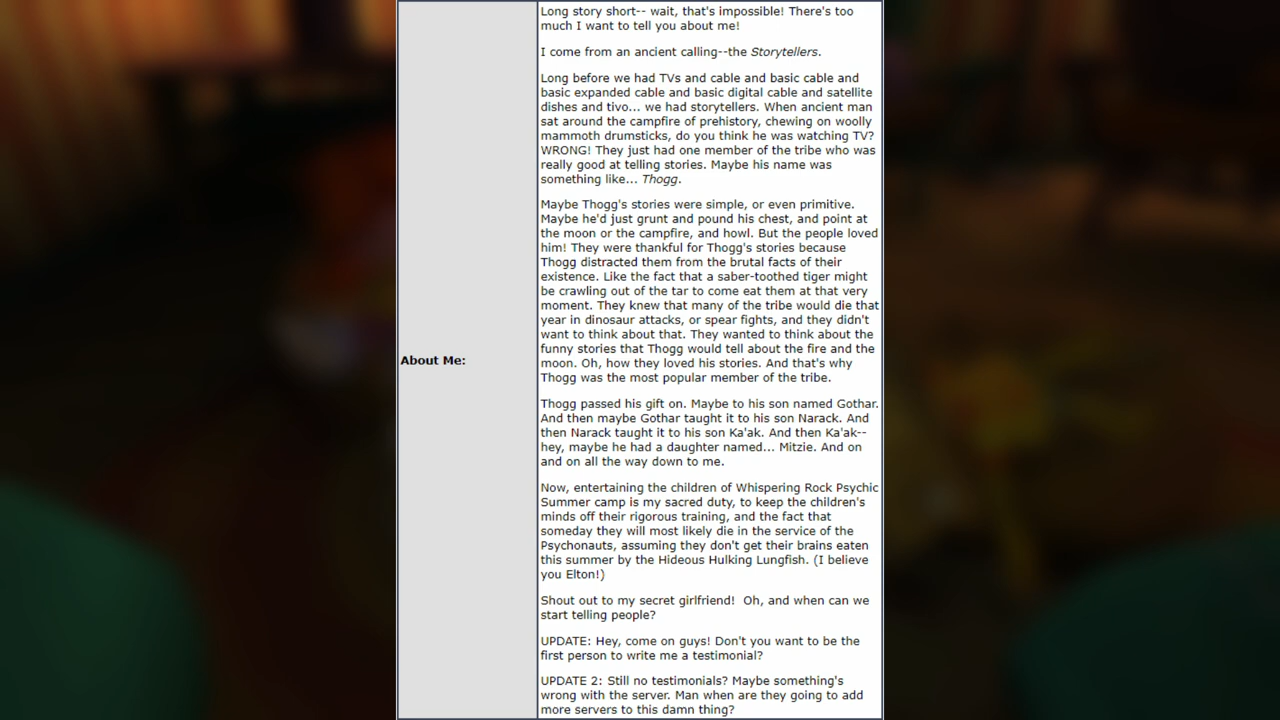 Long story short-- wait, that's impossible! There's too
much I want to tell you about me!
I come from an ancient calling--the Storytellers.
Long before we had TVs and cable and basic cable and
basic expanded cable and basic digital cable and satellite
dishes and tivo... we had storytellers. When ancient man
sat around the campfire of prehistory, chewing on woolly
mammoth drumsticks, do you think he was watching TV?
WRONG! They just had one member of the tribe who was
really good at telling stories. Maybe his name was
something like... Thogg.
Maybe Thogg's stories were simple, or even primitive.
Maybe he'd just grunt and pound his chest, and point at
the moon or the campfire, and howl. But the people loved
him! They were thankful for Thogg's stories because
Thogg distracted them from the brutal facts of their
existence. Like the fact that a saber-toothed tiger might
be crawling out of the tar to come eat them at that very
moment. They knew that many of the tribe would die that
year in dinosaur attacks, or spear fights, and they didn't
want to think about that. They wanted to think about the
funny stories that Thogg would tell about the fire and the
moon. Oh, how they loved his stories. And that's why
Thogg was the most popular member of the tribe.
About Me:
Thogg passed his gift on. Maybe to his son named Gothar.
And then maybe Gothar taught it to his son Narack. And
then Narack taught it to his son Ka'ak. And then Ka'ak--
hey, maybe he had a daughter named... Mitzie. And on
and on all the way down to me.
Now, entertaining the children of Whispering Rock Psychic
Summer camp is my sacred duty, to keep the children's
minds off their rigorous training, and the fact that
someday they will most likely die in the service of the
Psychonauts, assuming they don't get their brains eaten
this summer by the Hideous Hulking Lungfish. (I believe
you Elton!)
Shout out to my secret girlfriend!  Oh, and when can we
start telling people?
UPDATE: Hey, come on guys! Don't you want to be the
first person to write me a testimonial?
UPDATE 2: Still no testimonials? Maybe something's
wrong with the server. Man when are they going to add
more servers to this damn thing?